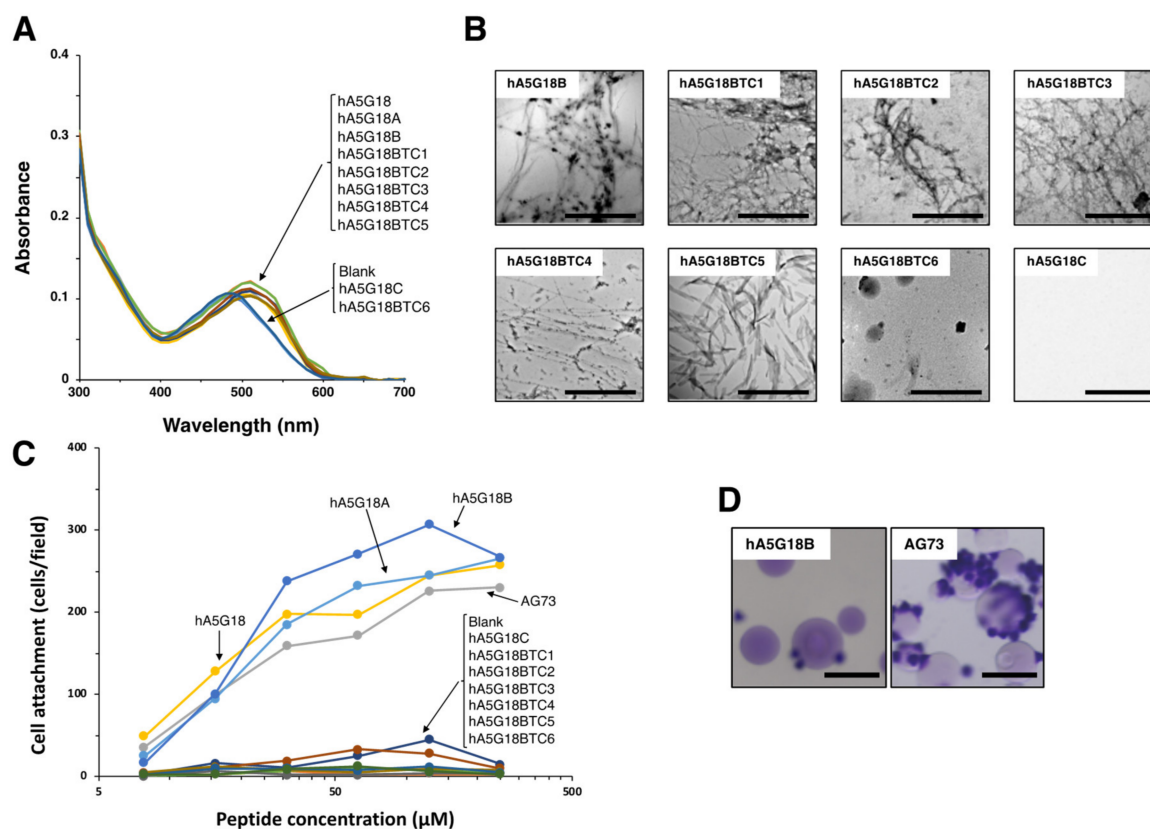 A
0.4
0.3
0.2
0.1
0
Absorbance
300
400
500
600
700
Wavelength (nm)
hA5G18
hA5G18A
hA5G18B
hA5G18BTC1
hA5G18BTC2
hA5G18BTC3
hA5G18BTC4
hA5G18BTC5
Blank
hA5G18C
hA5G18BTC6
B
hA5G18B
hA5G18BTC1
hA5G18BTC2
hA5G18BTC3
hA5G18BTC4
hA5G18BTC5
hA5G18BTC6
hA5G18C
C
400
300
200
100
0
Cell attachment (cells/field)
5
50
500
Peptide concentration (µM)
hA5G18
hA5G18A
hA5G18B
AG73
Blank
hA5G18C
hA5G18BTC1
hA5G18BTC2
hA5G18BTC3
hA5G18BTC4
hA5G18BTC5
hA5G18BTC6
D
hA5G18B
AG73